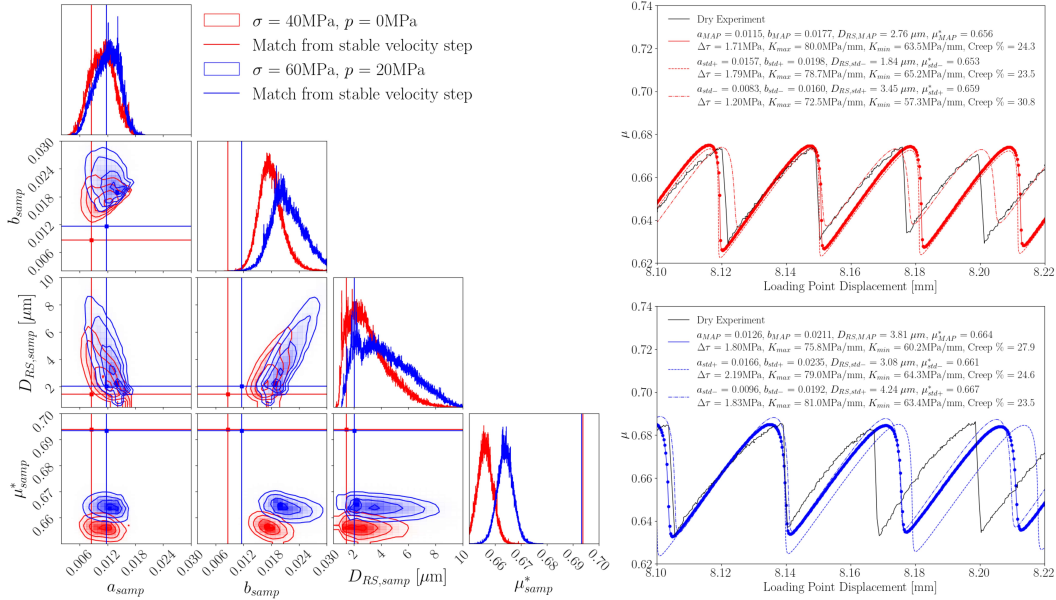 σ = 40MPa, p = 0MPa
Match from stable velocity step
σ = 60MPa, p = 20MPa
Match from stable velocity step
b_samp
0.030
0.024
0.018
0.012
0.006
D_RS,samp [μm]
10
8
6
4
2
μ*_samp
0.70
0.69
0.67
0.66
0.006
0.012
0.018
0.024
0.030
a_samp
0.006
0.012
0.018
0.024
0.030
b_samp
2
4
6
8
10
D_RS,samp [μm]
0.66
0.67
0.69
0.70
μ*_samp
Dry Experiment
a_MAP = 0.0115, b_MAP = 0.0177, D_RS,MAP = 2.76 μm, μ*_MAP = 0.656
Δτ = 1.71MPa, K_max = 80.0MPa/mm, K_min = 63.5MPa/mm, Creep % = 24.3
a_std+ = 0.0157, b_std+ = 0.0198, D_RS,std− = 1.84 μm, μ*_std− = 0.653
Δτ = 1.79MPa, K_max = 78.7MPa/mm, K_min = 65.2MPa/mm, Creep % = 23.5
a_std− = 0.0083, b_std− = 0.0160, D_RS,std+ = 3.45 μm, μ*_std+ = 0.659
Δτ = 1.20MPa, K_max = 72.5MPa/mm, K_min = 57.3MPa/mm, Creep % = 30.8
0.74
0.72
0.70
μ
0.68
0.66
0.64
0.62
8.10 8.12 8.14 8.16 8.18 8.20 8.22
Loading Point Displacement [mm]
Dry Experiment
a_MAP = 0.0126, b_MAP = 0.0211, D_RS,MAP = 3.81 μm, μ*_MAP = 0.664
Δτ = 1.80MPa, K_max = 75.8MPa/mm, K_min = 60.2MPa/mm, Creep % = 27.9
a_std+ = 0.0166, b_std+ = 0.0235, D_RS,std− = 3.08 μm, μ*_std− = 0.661
Δτ = 2.19MPa, K_max = 79.0MPa/mm, K_min = 64.3MPa/mm, Creep % = 24.6
a_std− = 0.0096, b_std− = 0.0192, D_RS,std+ = 4.24 μm, μ*_std+ = 0.667
Δτ = 1.83MPa, K_max = 81.0MPa/mm, K_min = 63.4MPa/mm, Creep % = 23.5
0.74
0.72
0.70
μ
0.68
0.66
0.64
0.62
8.10 8.12 8.14 8.16 8.18 8.20 8.22
Loading Point Displacement [mm]